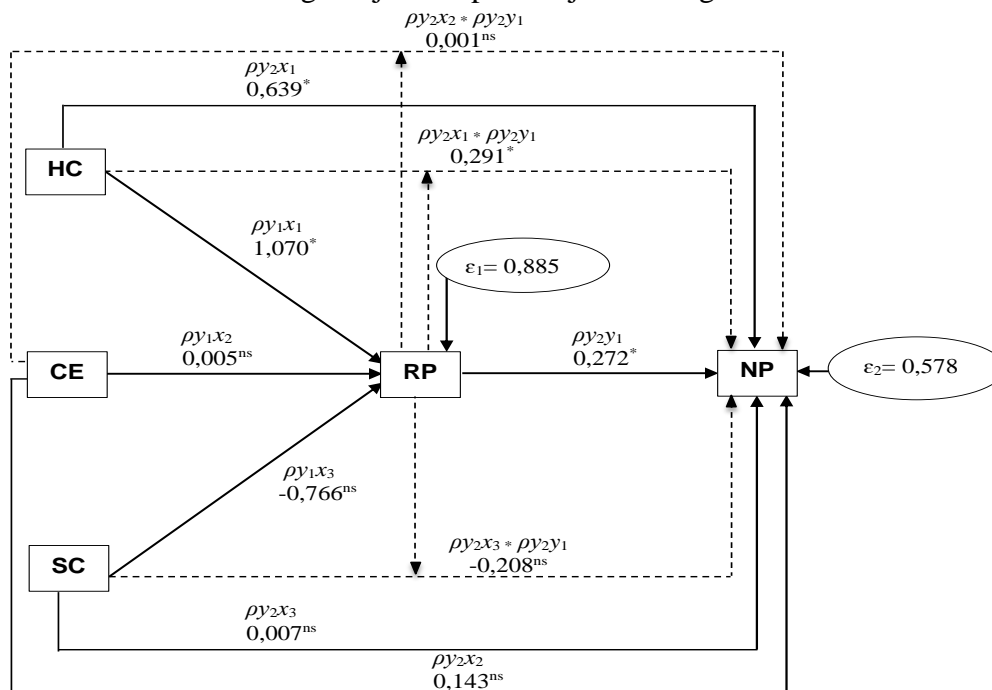 ρy₂x₂ * ρy₂y₁
0,001ⁿˢ
ρy₂x₁
0,639*
ρy₂x₁ * ρy₂y₁
0,291*
HC
ρy₁x₁
1,070*
ε₁= 0,885
ρy₁x₂
0,005ⁿˢ
ρy₂y₁
0,272*
CE
RP
NP
ε₂= 0,578
ρy₁x₃
-0,766ⁿˢ
SC
ρy₂x₃ * ρy₂y₁
-0,208ⁿˢ
ρy₂x₃
0,007ⁿˢ
ρy₂x₂
0,143ⁿˢ